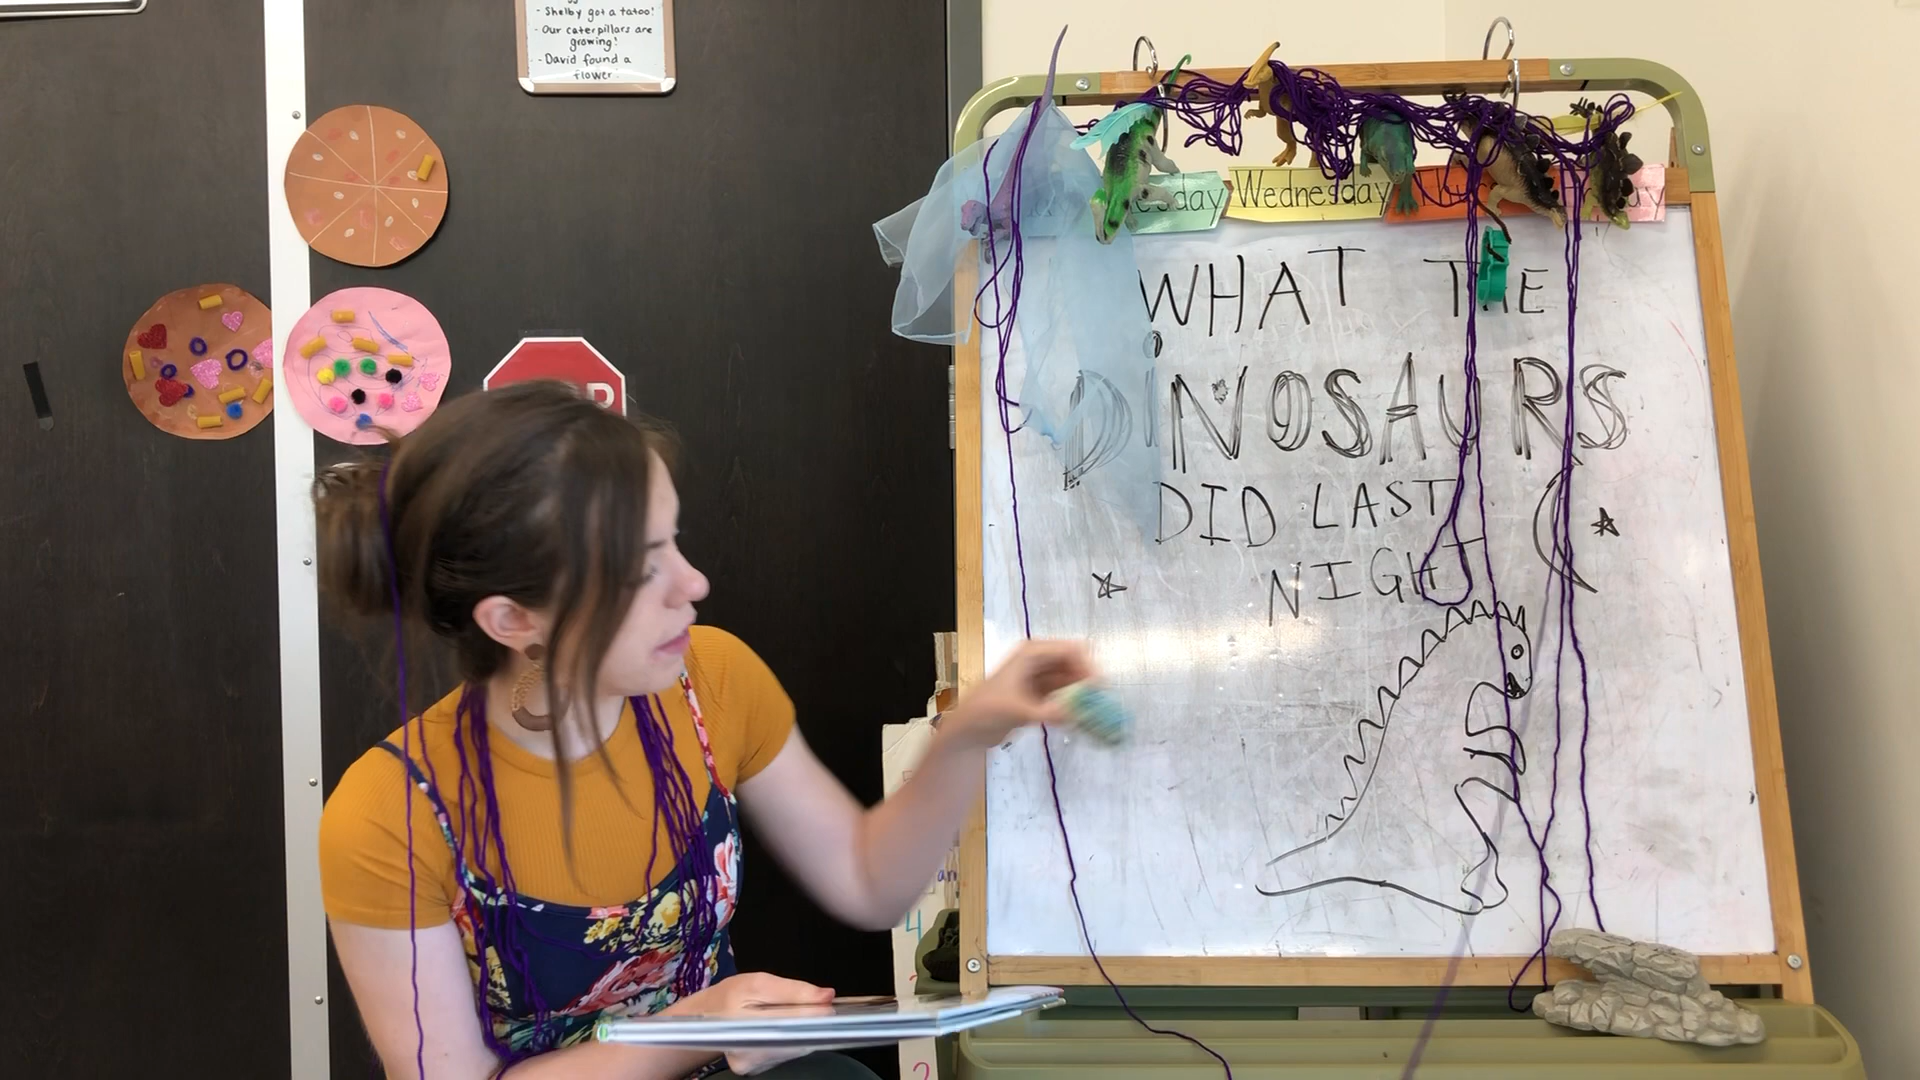 - Shelby got a tatoo!
- Our caterpillars are
growing!
- David found a
flower
Wednesday
WHAT THE
DINOSAURS
DID LAST
NIGHT